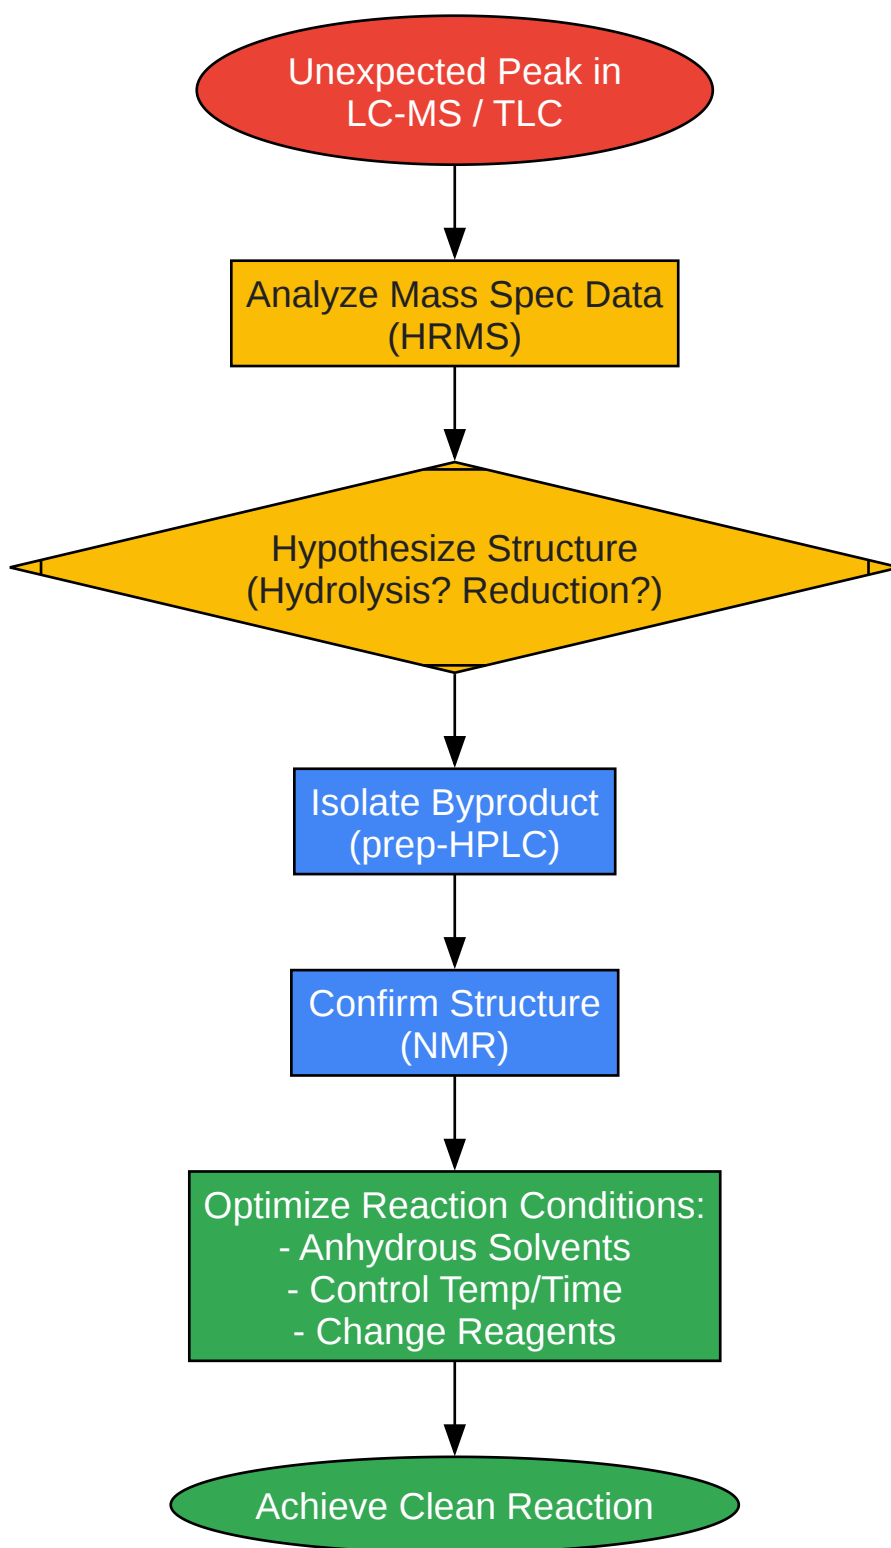 Unexpected Peak in
LC-MS / TLC
Analyze Mass Spec Data
(HRMS)
Hypothesize Structure
(Hydrolysis? Reduction?)
Isolate Byproduct
(prep-HPLC)
Confirm Structure
(NMR)
Optimize Reaction Conditions:
- Anhydrous Solvents
- Control Temp/Time
- Change Reagents
Achieve Clean Reaction